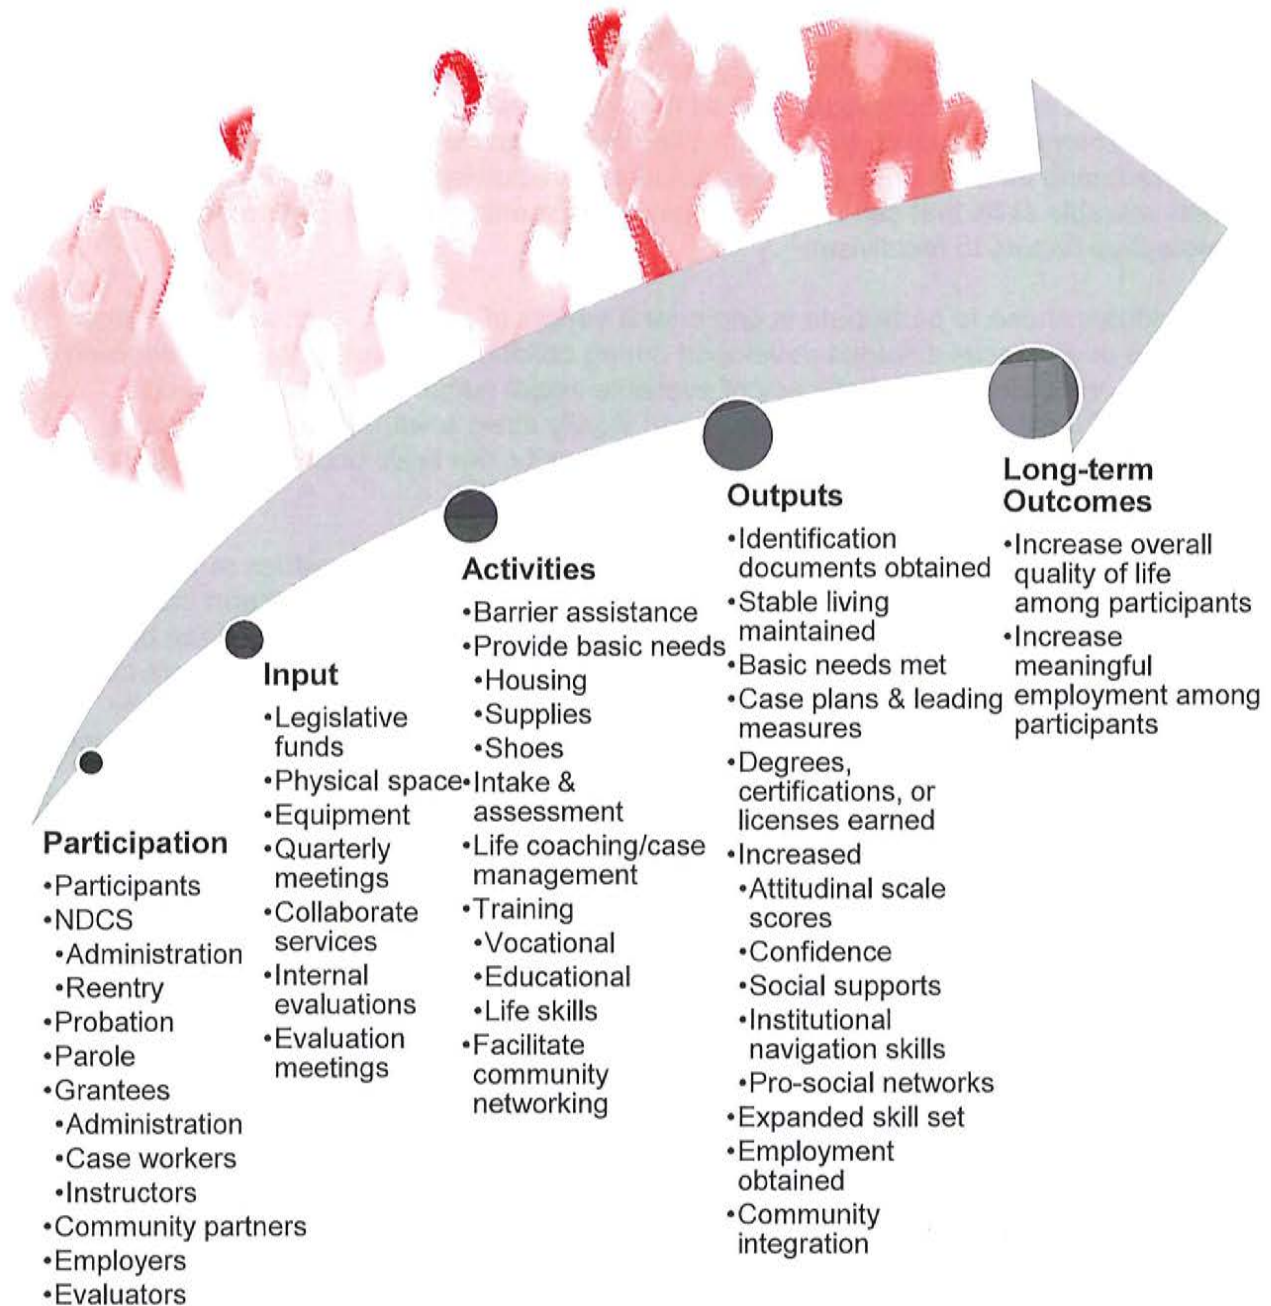 Participation
•Participants
•NDCS
•Administration
•Reentry
•Probation
•Parole
•Grantees
•Administration
•Case workers
•Instructors
•Community partners
•Employers
•Evaluators
Input
•Legislative
funds
•Physical space
•Equipment
•Quarterly
meetings
•Collaborate
services
•Internal
evaluations
•Evaluation
meetings
Activities
•Barrier assistance
•Provide basic needs
•Housing
•Supplies
•Shoes
•Intake &
assessment
•Life coaching/case
management
•Training
•Vocational
•Educational
•Life skills
•Facilitate
community
networking
Outputs
•Identification
documents obtained
•Stable living
maintained
•Basic needs met
•Case plans & leading
measures
•Degrees,
certifications, or
licenses earned
•Increased
•Attitudinal scale
scores
•Confidence
•Social supports
•Institutional
navigation skills
•Pro-social networks
•Expanded skill set
•Employment
obtained
•Community
integration
Long-term
Outcomes
•Increase overall
quality of life
among participants
•Increase
meaningful
employment among
participants